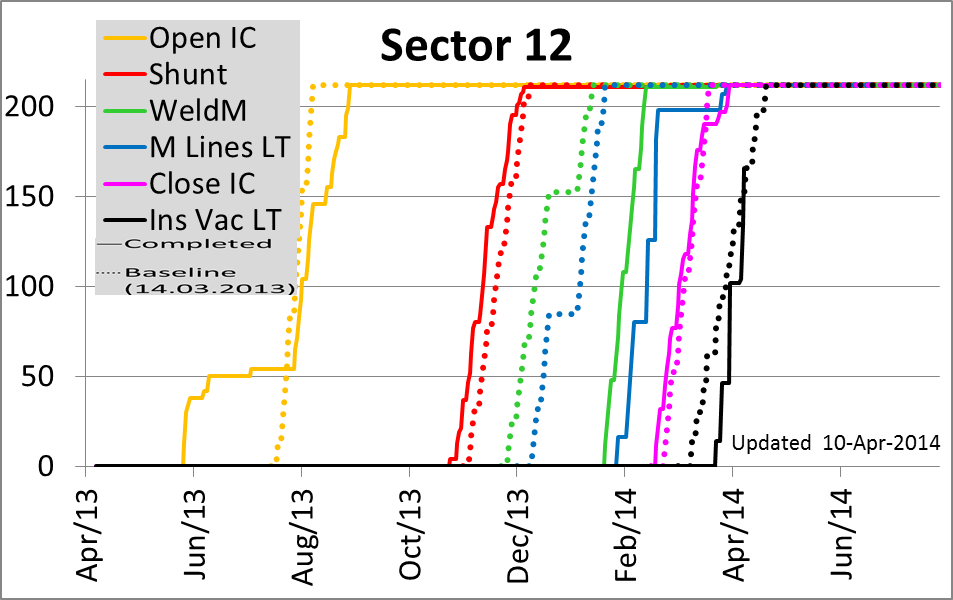 Sector 12
Open IC
Shunt
WeldM
M Lines LT
Close IC
Ins Vac LT
Completed
Baseline
(14.03.2013)
200
150
100
50
0
Updated 10-Apr-2014
Apr/13
Jun/13
Aug/13
Oct/13
Dec/13
Feb/14
Apr/14
Jun/14